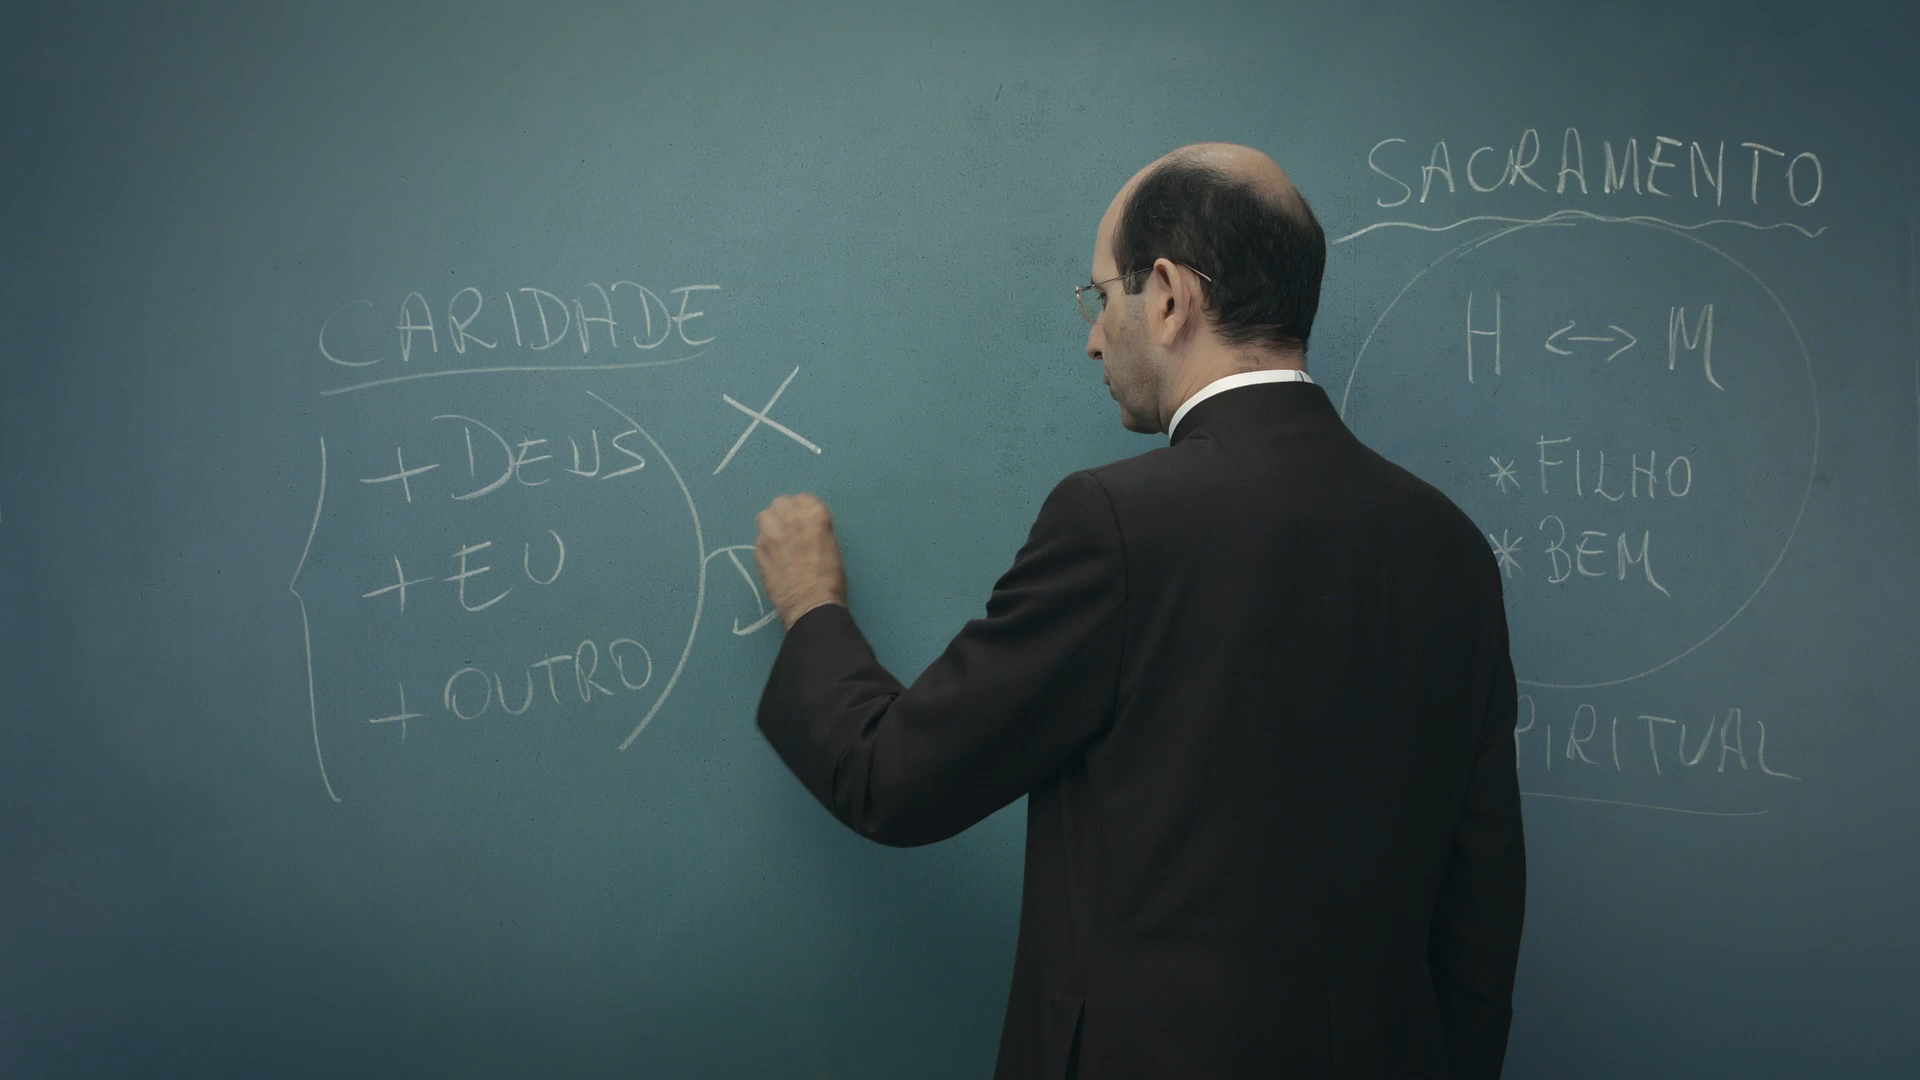 CARIDADE
+ DEUS
+ EU
+ OUTRO
X
D
SACRAMENTO
H ↔ M
* FILHO
* BEM
PIRITUAL